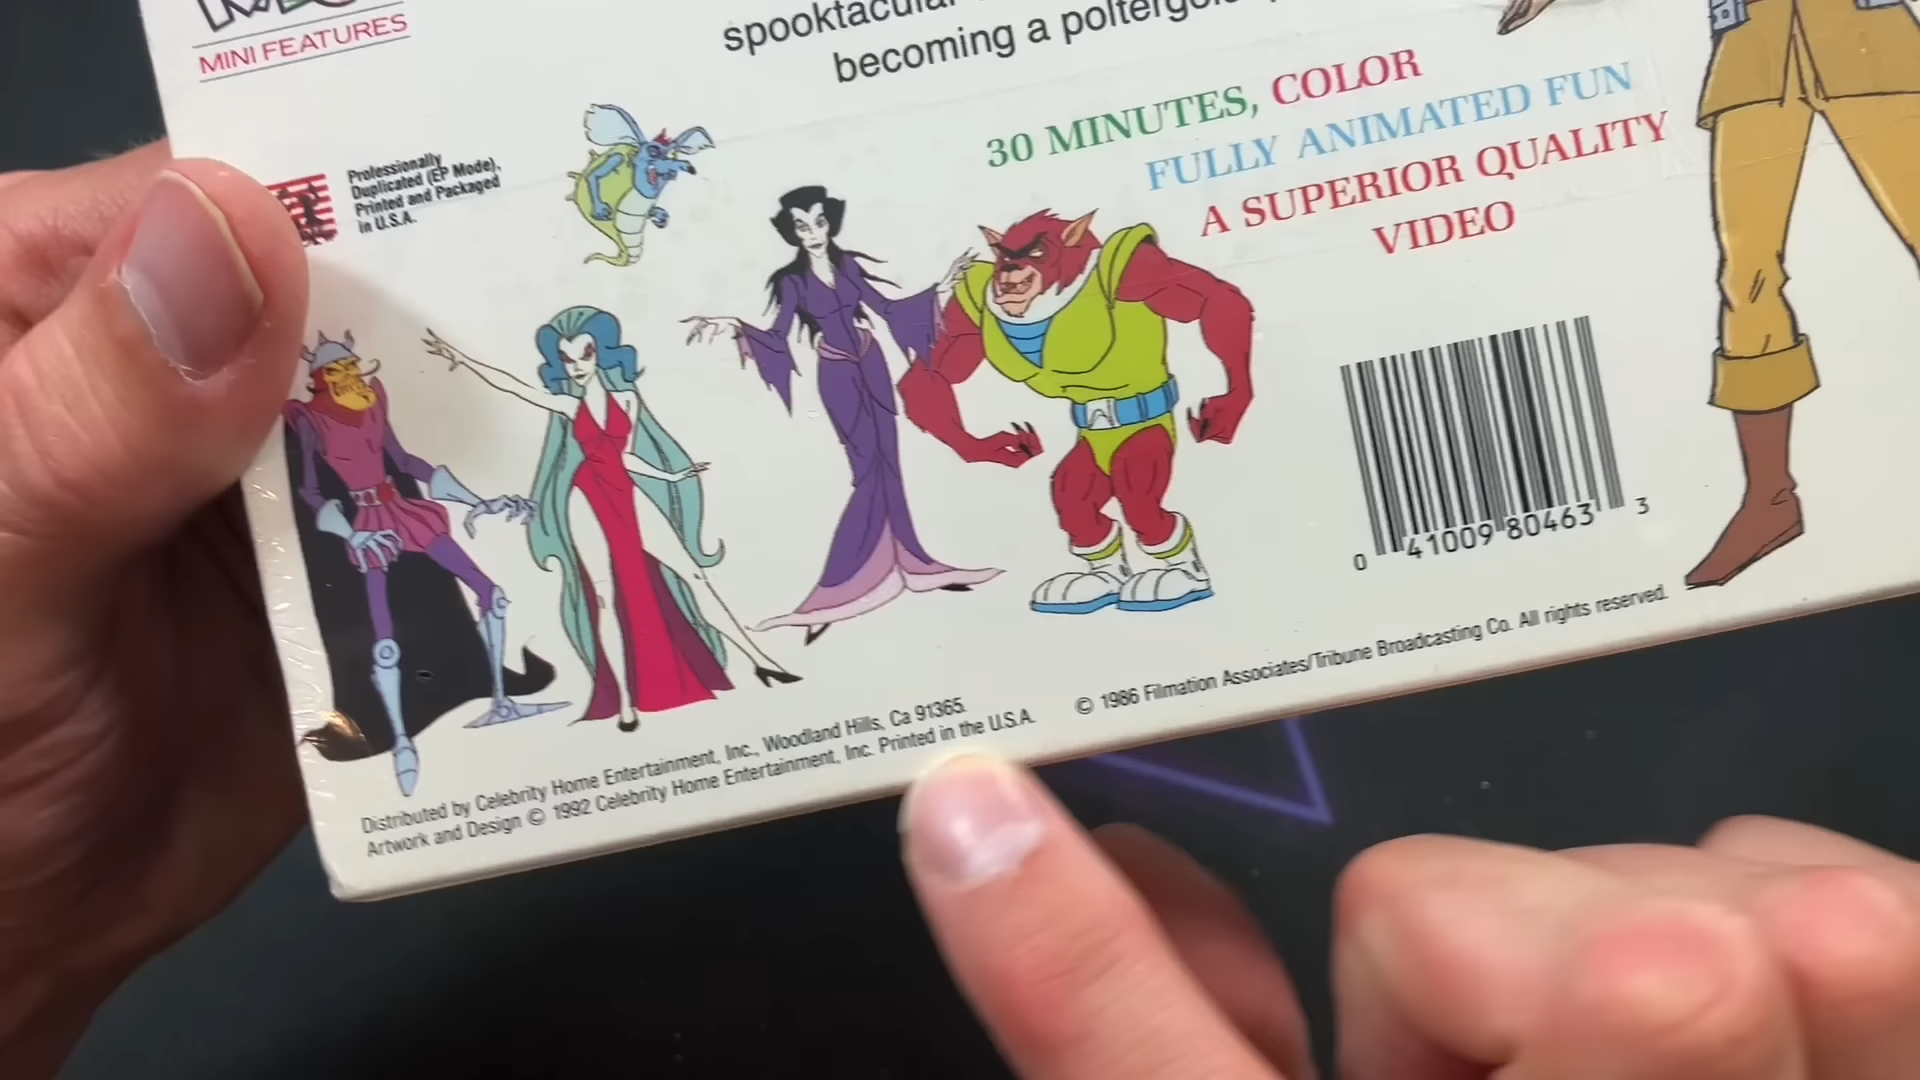 MINI FEATURES
spooktacular
becoming a
30 MINUTES, COLOR
FULLY ANIMATED FUN
A SUPERIOR QUALITY
VIDEO
Professionally
Duplicated (EP Mode),
Printed and Packaged
in U.S.A.
0 41009 80463 3
Distributed by Celebrity Home Entertainment, Inc., Woodland Hills, Ca 91365.
Artwork and Design © 1992 Celebrity Home Entertainment, Inc. Printed in the U.S.A.
© 1986 Filmation Associates/Tribune Broadcasting Co. All rights reserved.